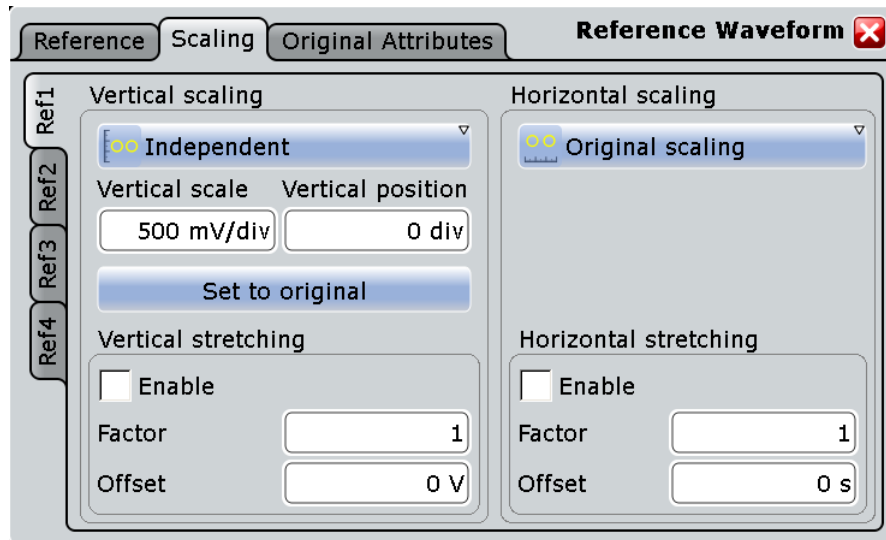 Reference Scaling Original Attributes Reference Waveform
Ref1
Ref2
Ref3
Ref4
Vertical scaling
Independent
Vertical scale Vertical position
500 mV/div 0 div
Set to original
Vertical stretching
Enable
Factor 1
Offset 0 V
Horizontal scaling
Original scaling
Horizontal stretching
Enable
Factor 1
Offset 0 s